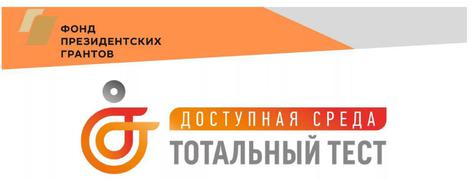 ФОНД
ПРЕЗИДЕНТСКИХ
ГРАНТОВ
ДОСТУПНАЯ СРЕДА
ТОТАЛЬНЫЙ ТЕСТ